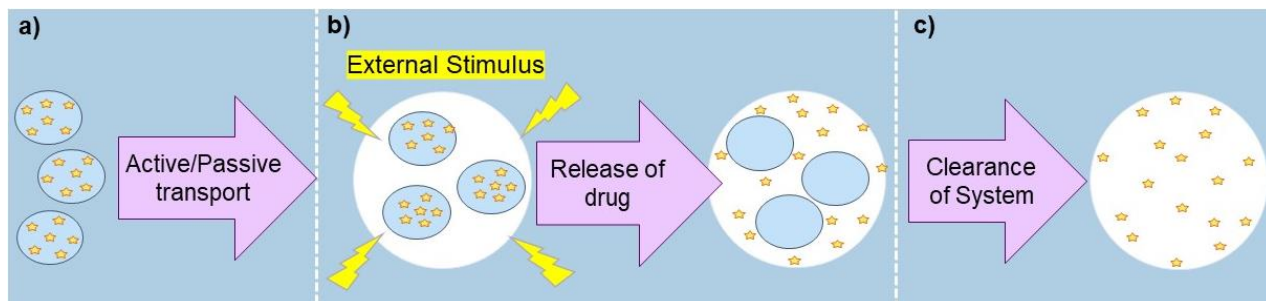 a)
Active/Passive
transport
b)
External Stimulus
Release of
drug
c)
Clearance
of System